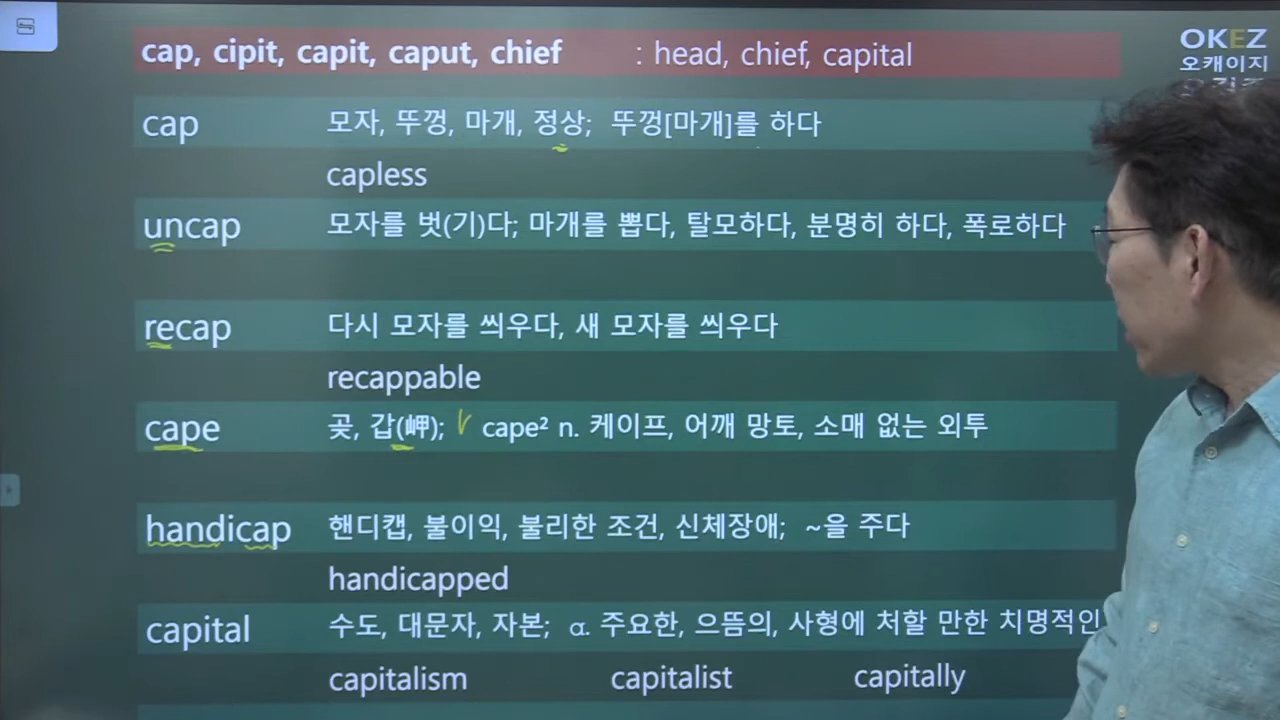 cap, cipit, capit, caput, chief : head, chief, capital
OKEZ
오캐이지
cap 모자, 뚜껑, 마개, 정상; 뚜껑[마개]를 하다
capless
uncap 모자를 벗(기)다; 마개를 뽑다, 탈모하다, 분명히 하다, 폭로하다
recap 다시 모자를 씌우다, 새 모자를 씌우다
recappable
cape 곶, 갑(岬); cape² n. 케이프, 어깨 망토, 소매 없는 외투
handicap 핸디캡, 불이익, 불리한 조건, 신체장애; ~을 주다
handicapped
capital 수도, 대문자, 자본; a. 주요한, 으뜸의, 사형에 처할 만한 치명적인
capitalism capitalist capitally